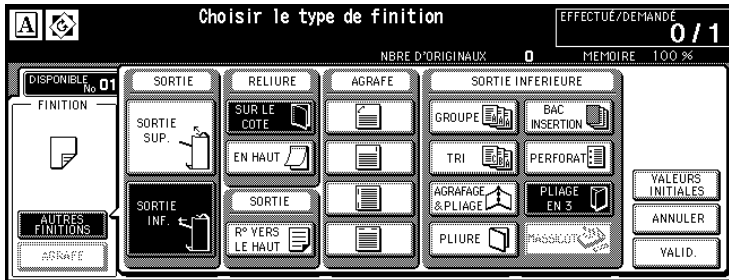 A
Choisir le type de finition
EFFECTUÉ/DEMANDÉ
0 / 1
NBRE D'ORIGINAUX 0 MEMOIRE 100 %
DISPONIBLE
No 01
FINITION
AUTRES
FINITIONS
AGRAFE
SORTIE
SORTIE
SUP.
SORTIE
INF.
RELIURE
SUR LE
COTE
EN HAUT
SORTIE
R° VERS
LE HAUT
AGRAFE
SORTIE INFERIEURE
GROUPE
BAC
INSERTION
TRI
PERFORAT
AGRAFAGE
&PLIAGE
PLIAGE
EN 3
PLIURE
MASSICOT
VALEURS
INITIALES
ANNULER
VALID.